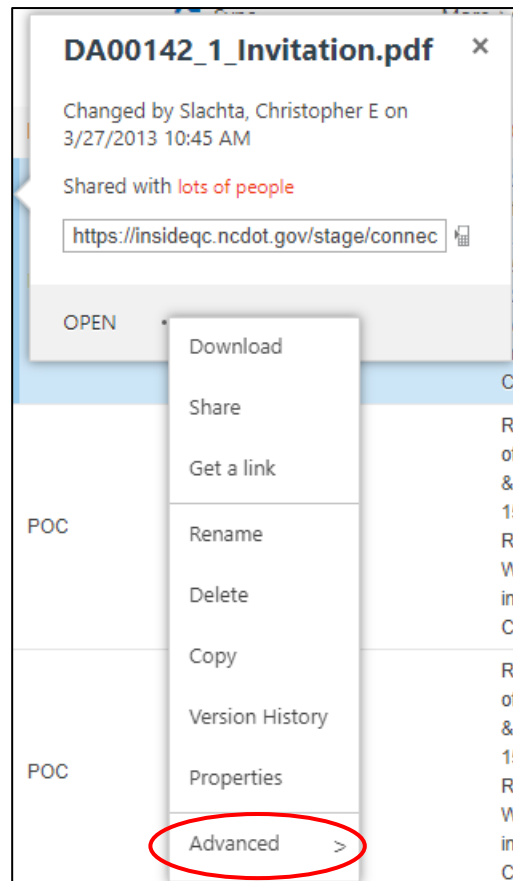 DA00142_1_Invitation.pdf
Changed by Slachta, Christopher E on
3/27/2013 10:45 AM
Shared with lots of people
https://insideqc.ncdot.gov/stage/connec
OPEN
Download
Share
Get a link
Rename
POC
Delete
Copy
Version History
Properties
POC
Advanced >